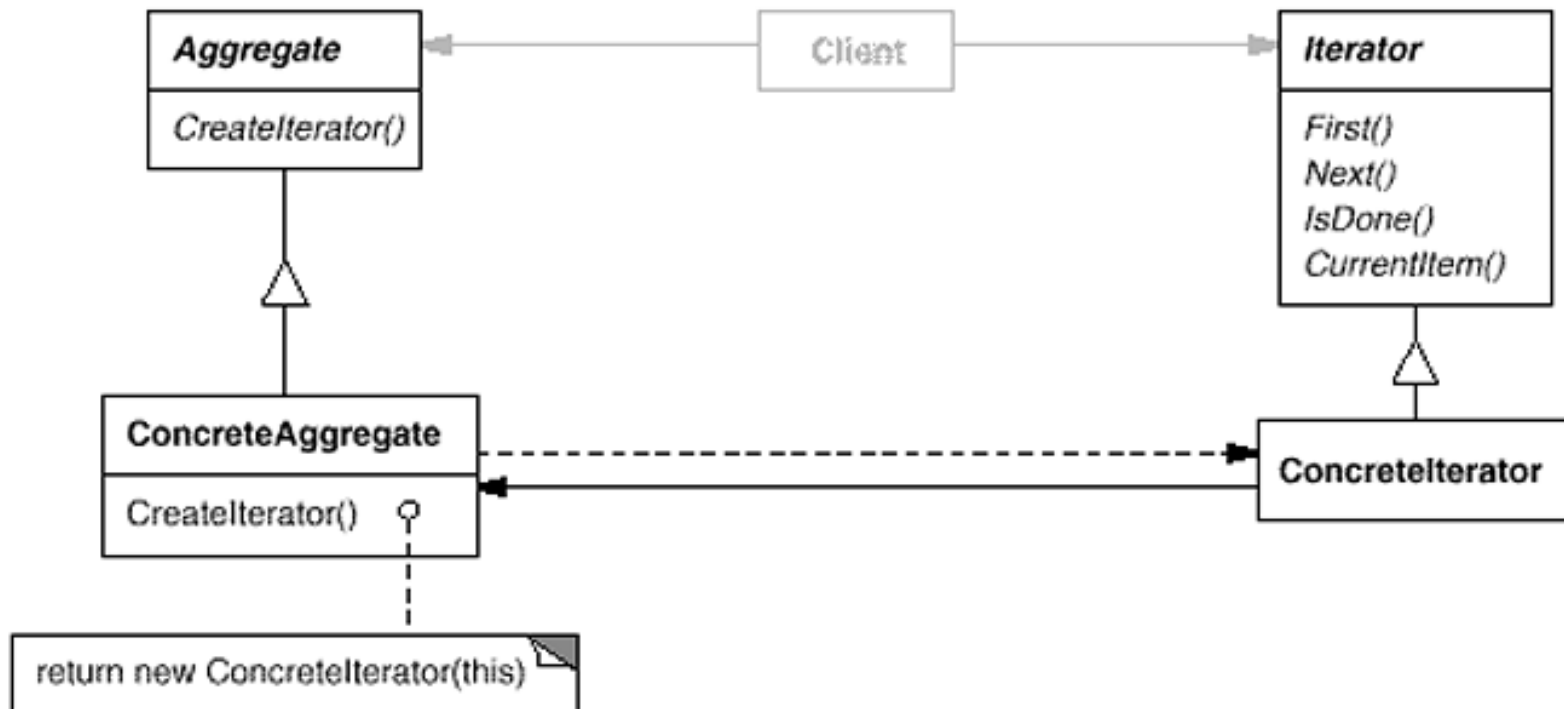 Aggregate
CreateIterator()
Client
Iterator
First()
Next()
IsDone()
CurrentItem()
ConcreteAggregate
CreateIterator()
ConcreteIterator
return new ConcreteIterator(this)